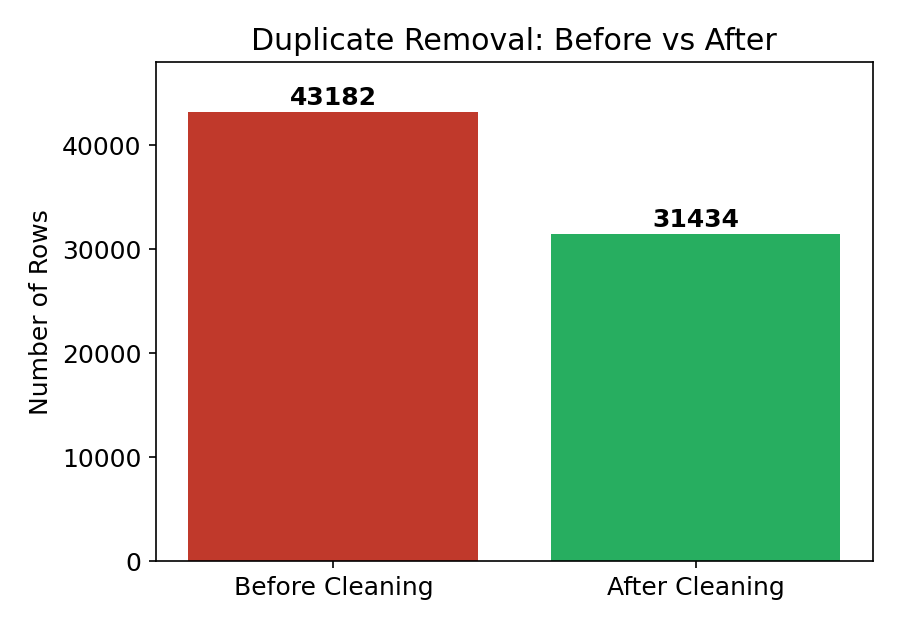 Duplicate Removal: Before vs After
43182
31434
40000
30000
20000
10000
0
Number of Rows
Before Cleaning
After Cleaning